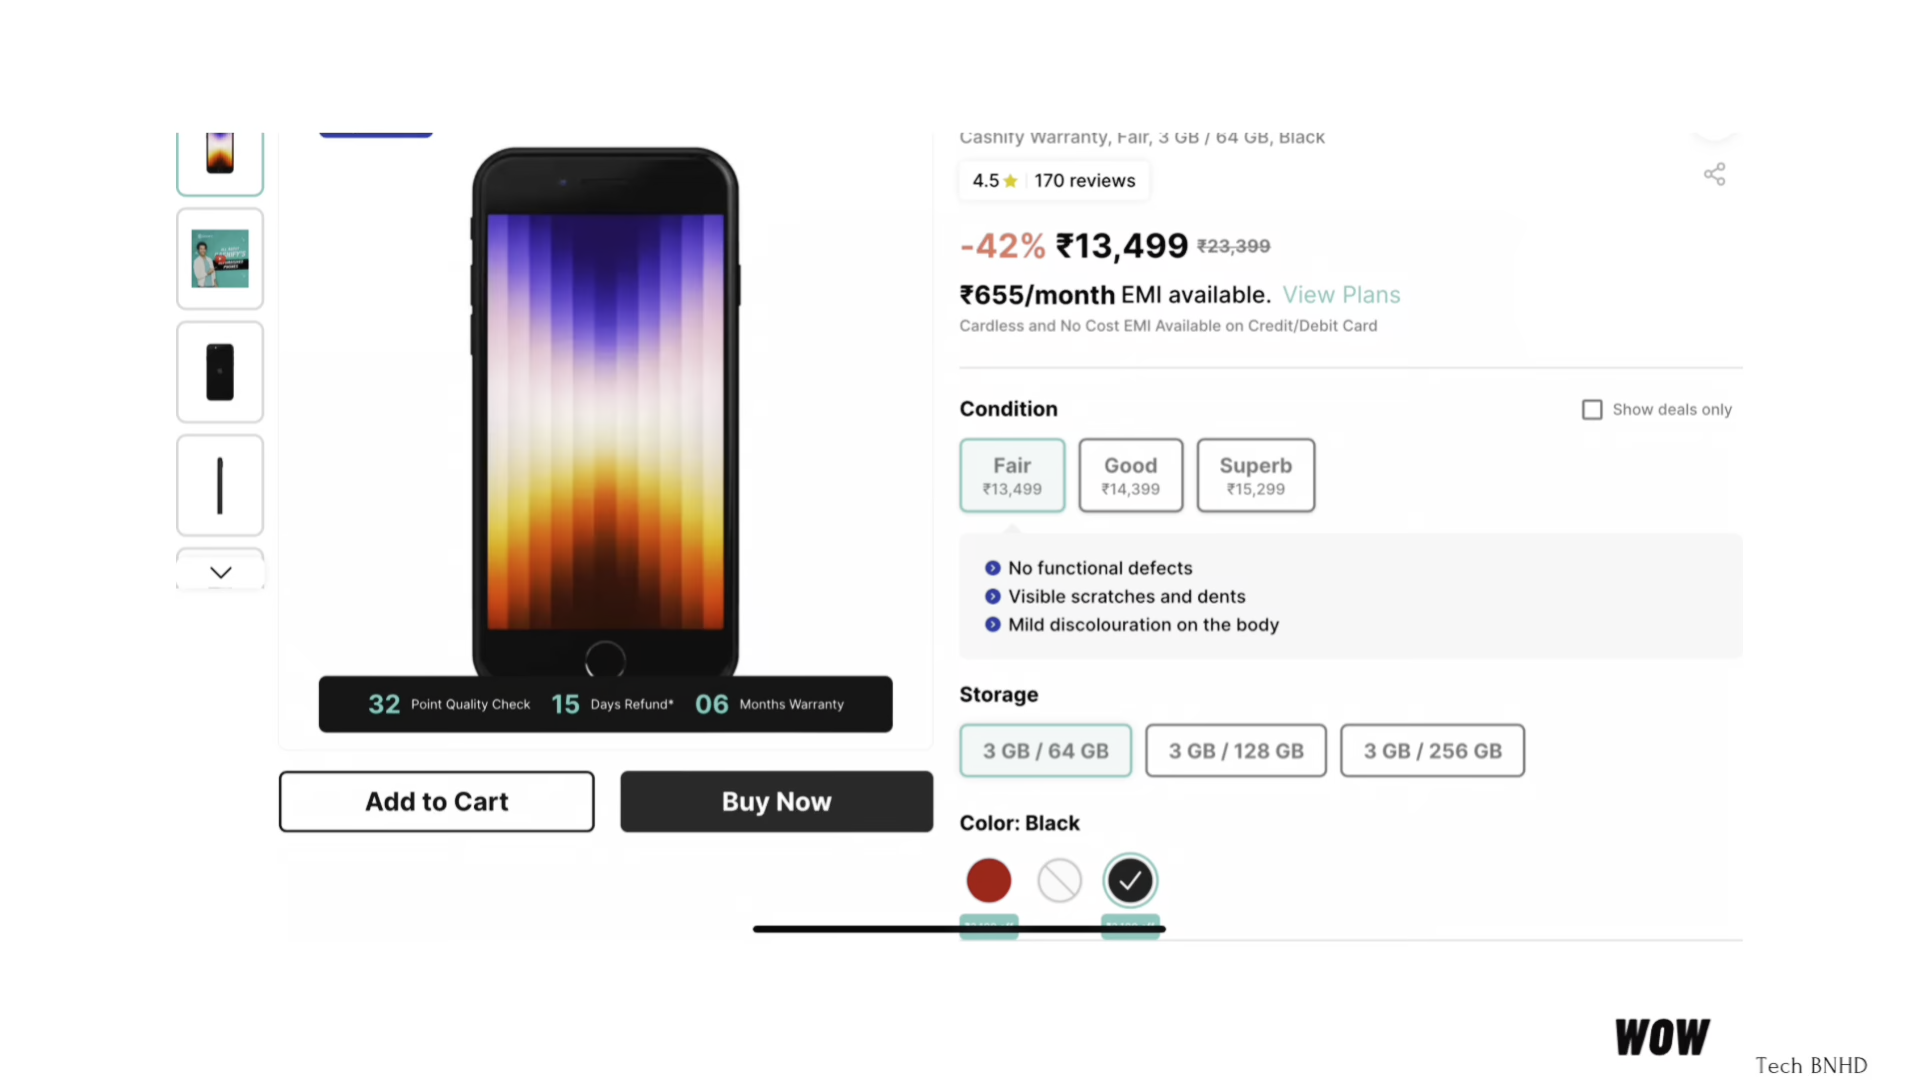 Cashify Warranty, Fair, 3 GB / 64 GB, Black
4.5 170 reviews
-42% ₹13,499 ₹23,399
₹655/month EMI available. View Plans
Cardless and No Cost EMI Available on Credit/Debit Card
Condition
Show deals only
Fair
₹13,499
Good
₹14,399
Superb
₹15,299
No functional defects
Visible scratches and dents
Mild discolouration on the body
32 Point Quality Check 15 Days Refund* 06 Months Warranty
Storage
3 GB / 64 GB
3 GB / 128 GB
3 GB / 256 GB
Add to Cart
Buy Now
Color: Black
WOW
Tech BNHD